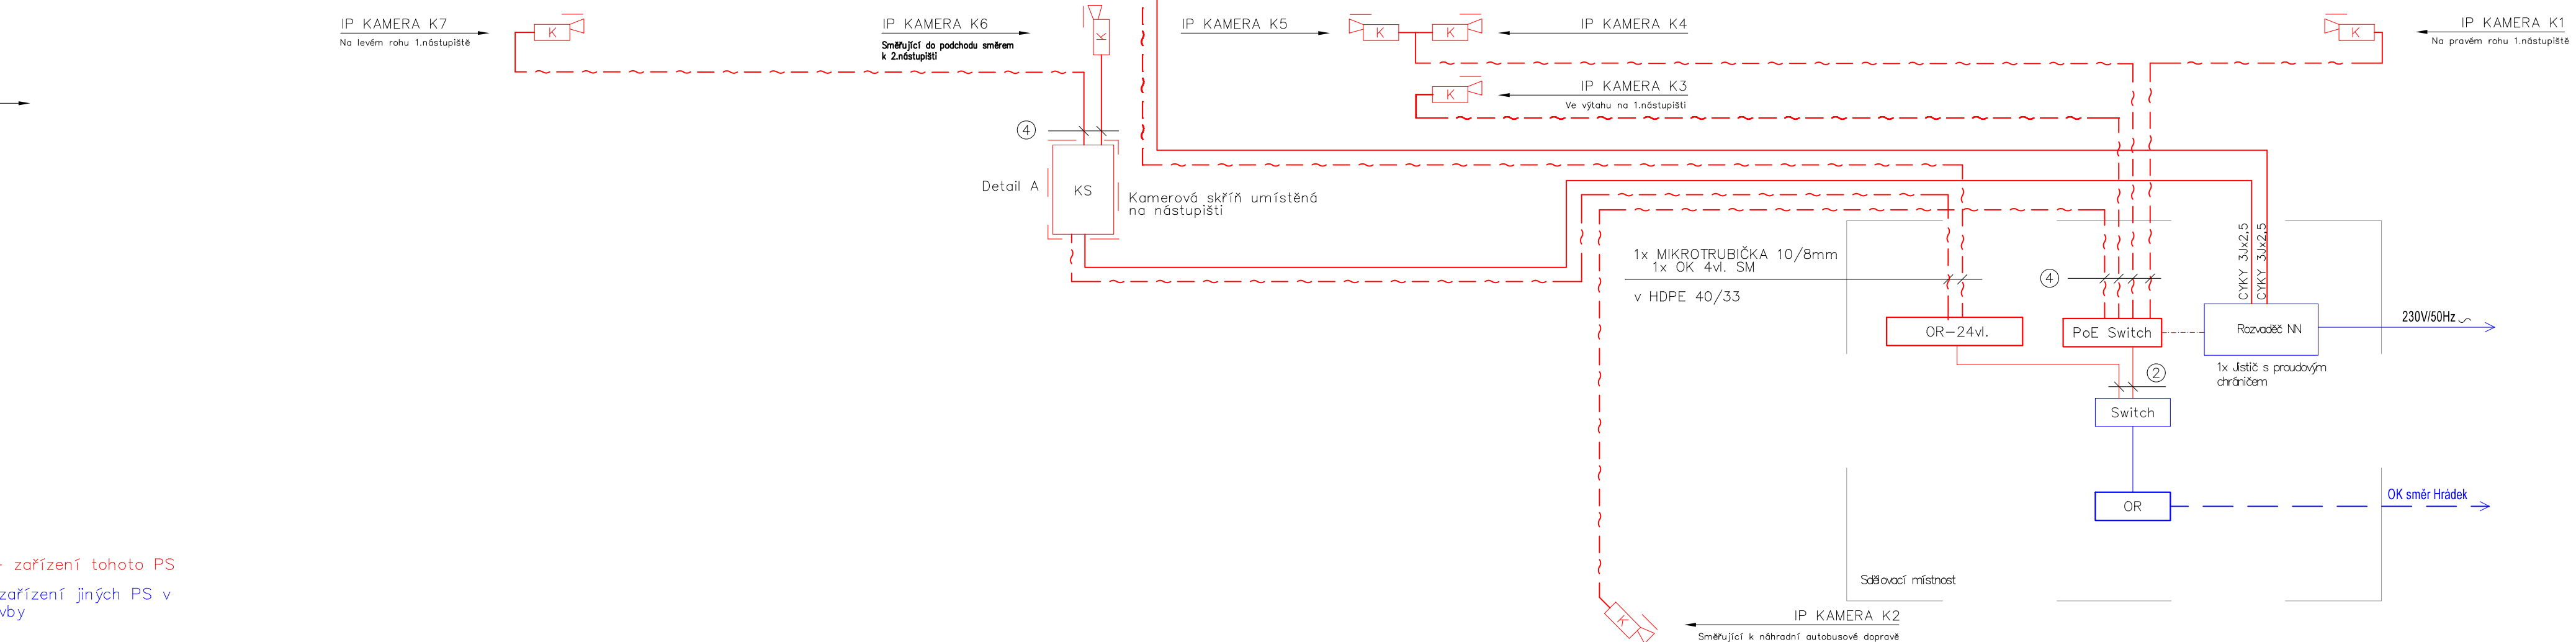 IP KAMERA K7
Na levém rohu 1.nástupiště
IP KAMERA K6
Směřující do podchodu směrem
k 2.nástupišti
IP KAMERA K5
K
K
K
K
IP KAMERA K4
K
IP KAMERA K3
Ve výtahu na 1.nástupišti
K
IP KAMERA K1
Na pravém rohu 1.nástupiště
4
Detail A
KS
Kamerová skříň umístěná
na nástupišti
1x MIKROTRUBIČKA 10/8mm
1x OK 4vl. SM
v HDPE 40/33
4
CYKY 3Jx2,5
CYKY 3Jx2,5
OR-24vl.
PoE Switch
Rozvaděč NN
230V/50Hz
1x Jistič s proudovým
chráničem
2
Switch
OR
OK směr Hrádek
Sdělovací místnost
- zařízení tohoto PS
zařízení jiných PS v
vby
K
IP KAMERA K2
Směřující k náhradní autobusové dopravě